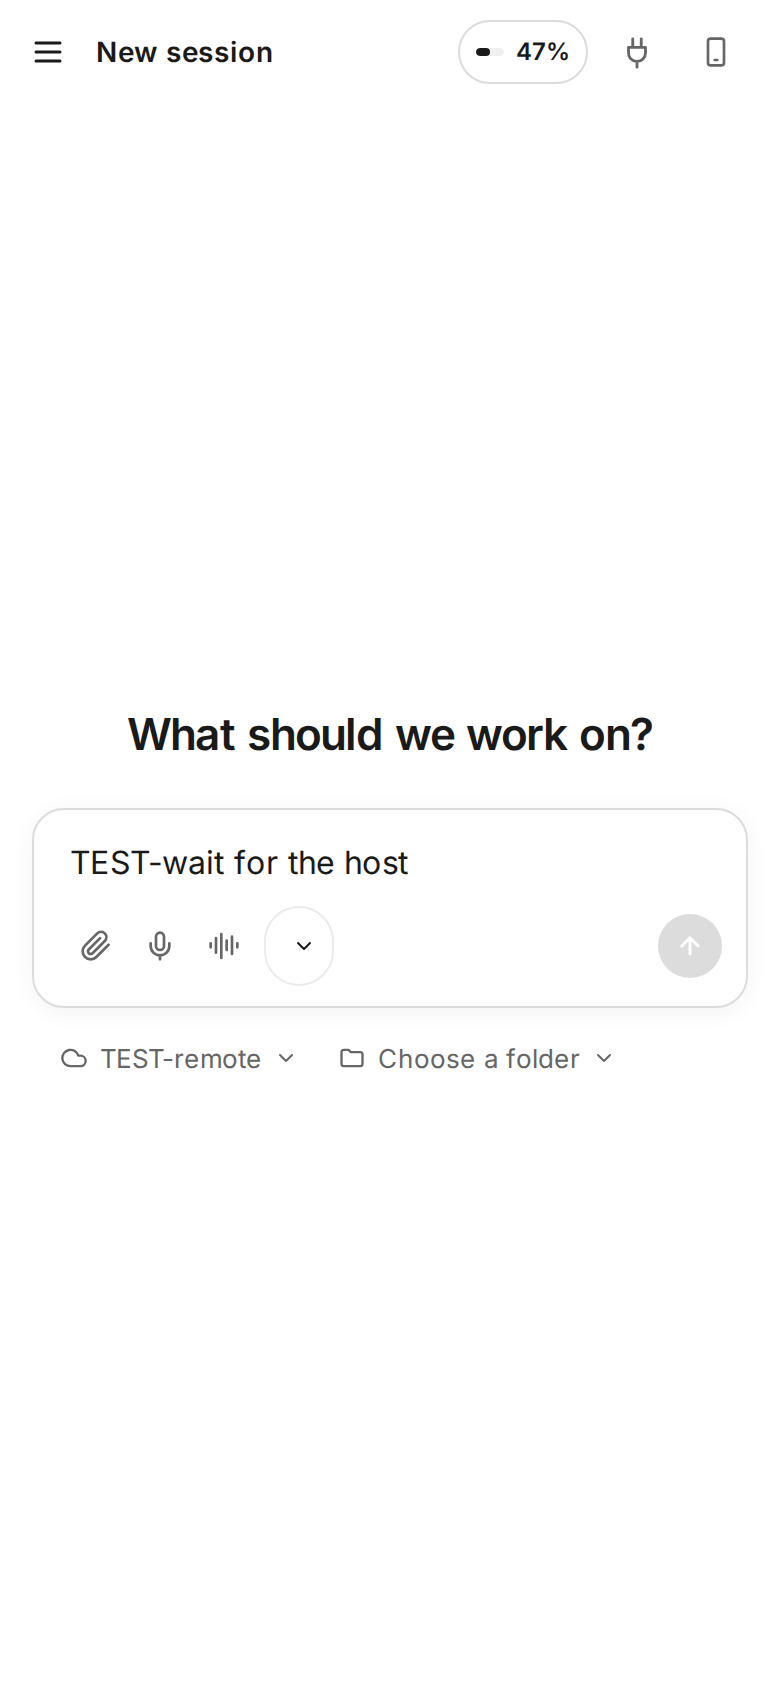 New session
47%
What should we work on?
TEST-wait for the host
TEST-remote
Choose a folder